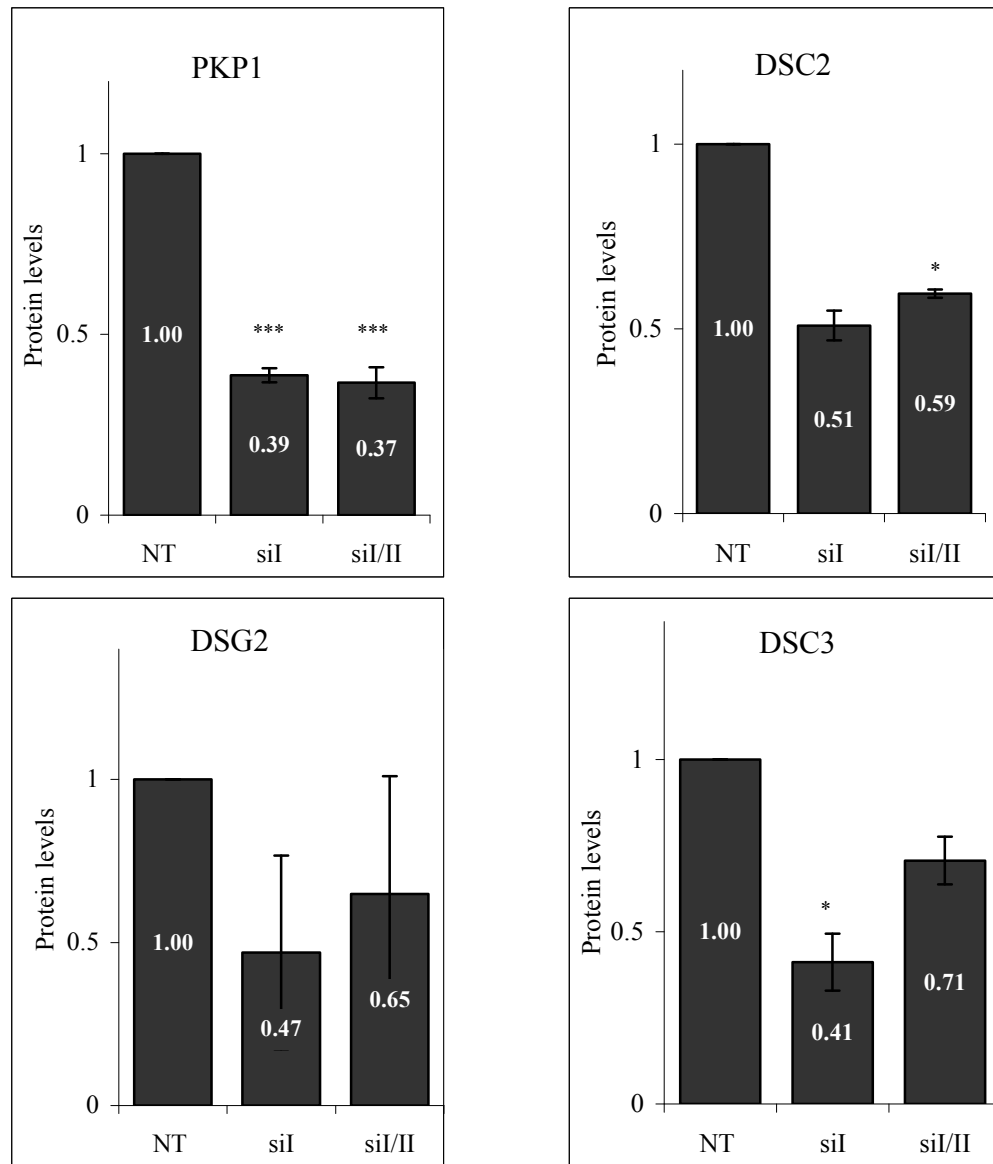 PKP1
Protein levels
1
0.5
0
1.00
***
0.39
***
0.37
NT siI siI/II
DSC2
Protein levels
1
0.5
0
1.00
0.51
*
0.59
NT siI siI/II
DSG2
Protein levels
1
0.5
0
1.00
0.47
0.65
NT siI siI/II
DSC3
Protein levels
1
0.5
0
1.00
*
0.41
0.71
NT siI siI/II